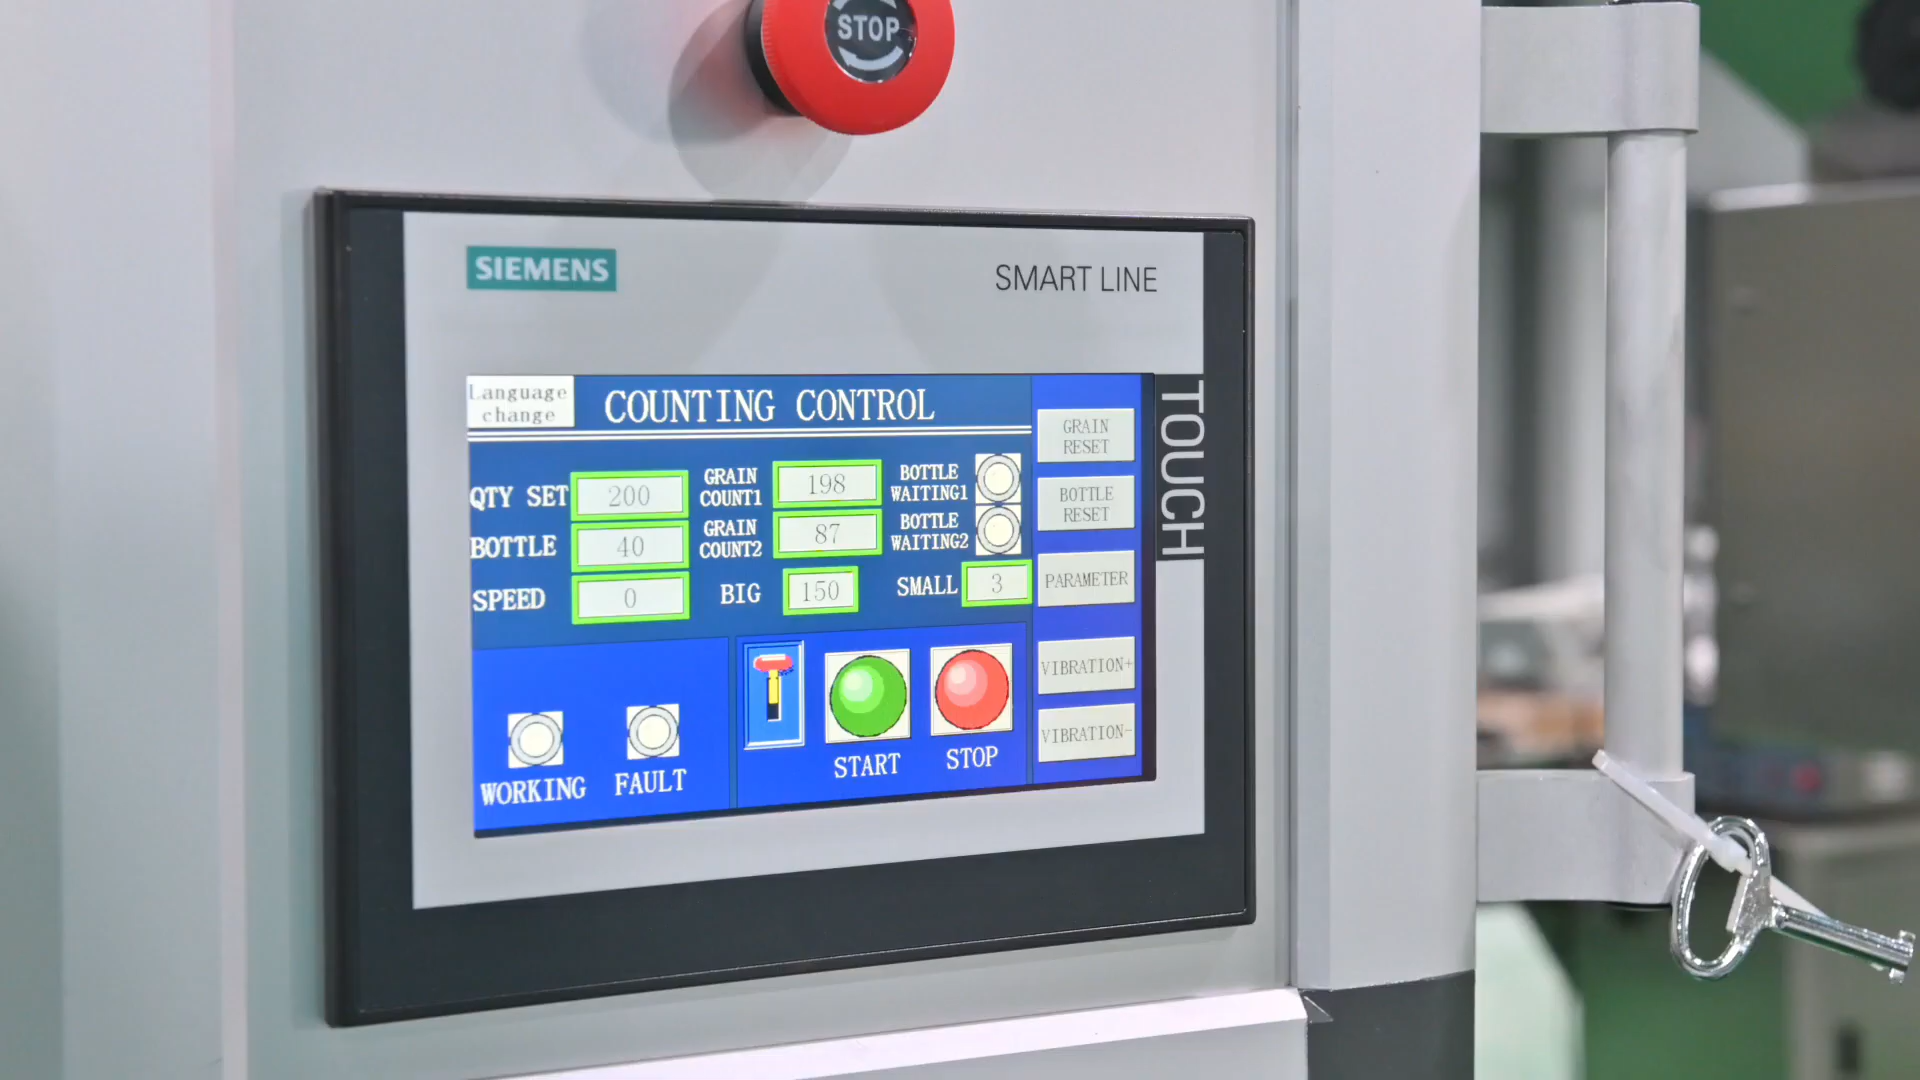 STOP
SIEMENS
SMART LINE
TOUCH
Language
change
COUNTING CONTROL
QTY SET 200
GRAIN
COUNT1
198
BOTTLE
WAITING1
BOTTLE 40
GRAIN
COUNT2
87
BOTTLE
WAITING2
SPEED 0
BIG 150
SMALL 3
GRAIN
RESET
BOTTLE
RESET
PARAMETER
VIBRATION+
VIBRATION-
WORKING
FAULT
START
STOP